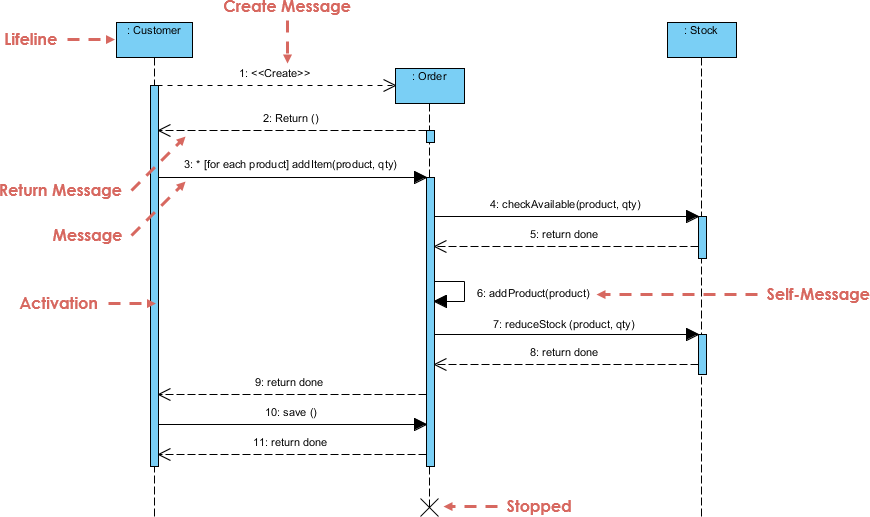 Create Message
: Customer
: Stock
Lifeline
1: <<Create>>
: Order
2: Return ()
3: * [for each product] addItem(product, qty)
Return Message
4: checkAvailable(product, qty)
Message
5: return done
6: addProduct(product)
Self-Message
Activation
7: reduceStock (product, qty)
8: return done
9: return done
10: save ()
11: return done
Stopped